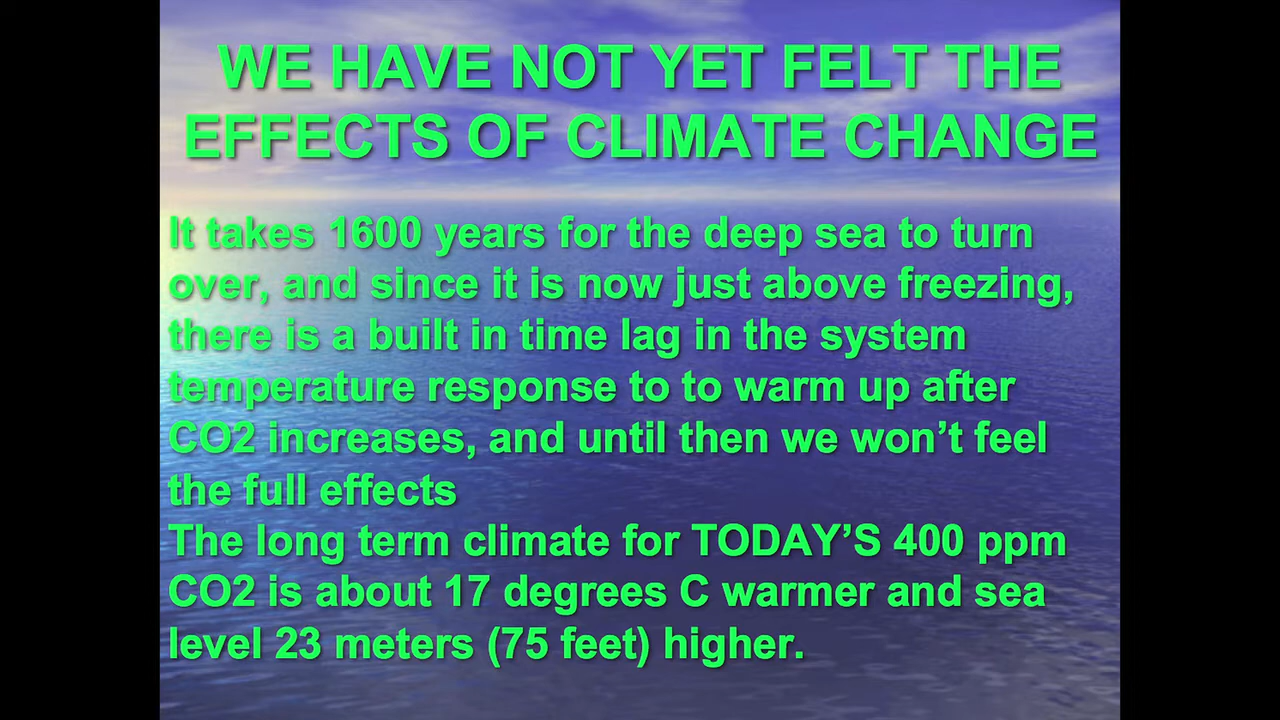 WE HAVE NOT YET FELT THE
EFFECTS OF CLIMATE CHANGE
It takes 1600 years for the deep sea to turn
over, and since it is now just above freezing,
there is a built in time lag in the system
temperature response to to warm up after
CO2 increases, and until then we won’t feel
the full effects
The long term climate for TODAY’S 400 ppm
CO2 is about 17 degrees C warmer and sea
level 23 meters (75 feet) higher.